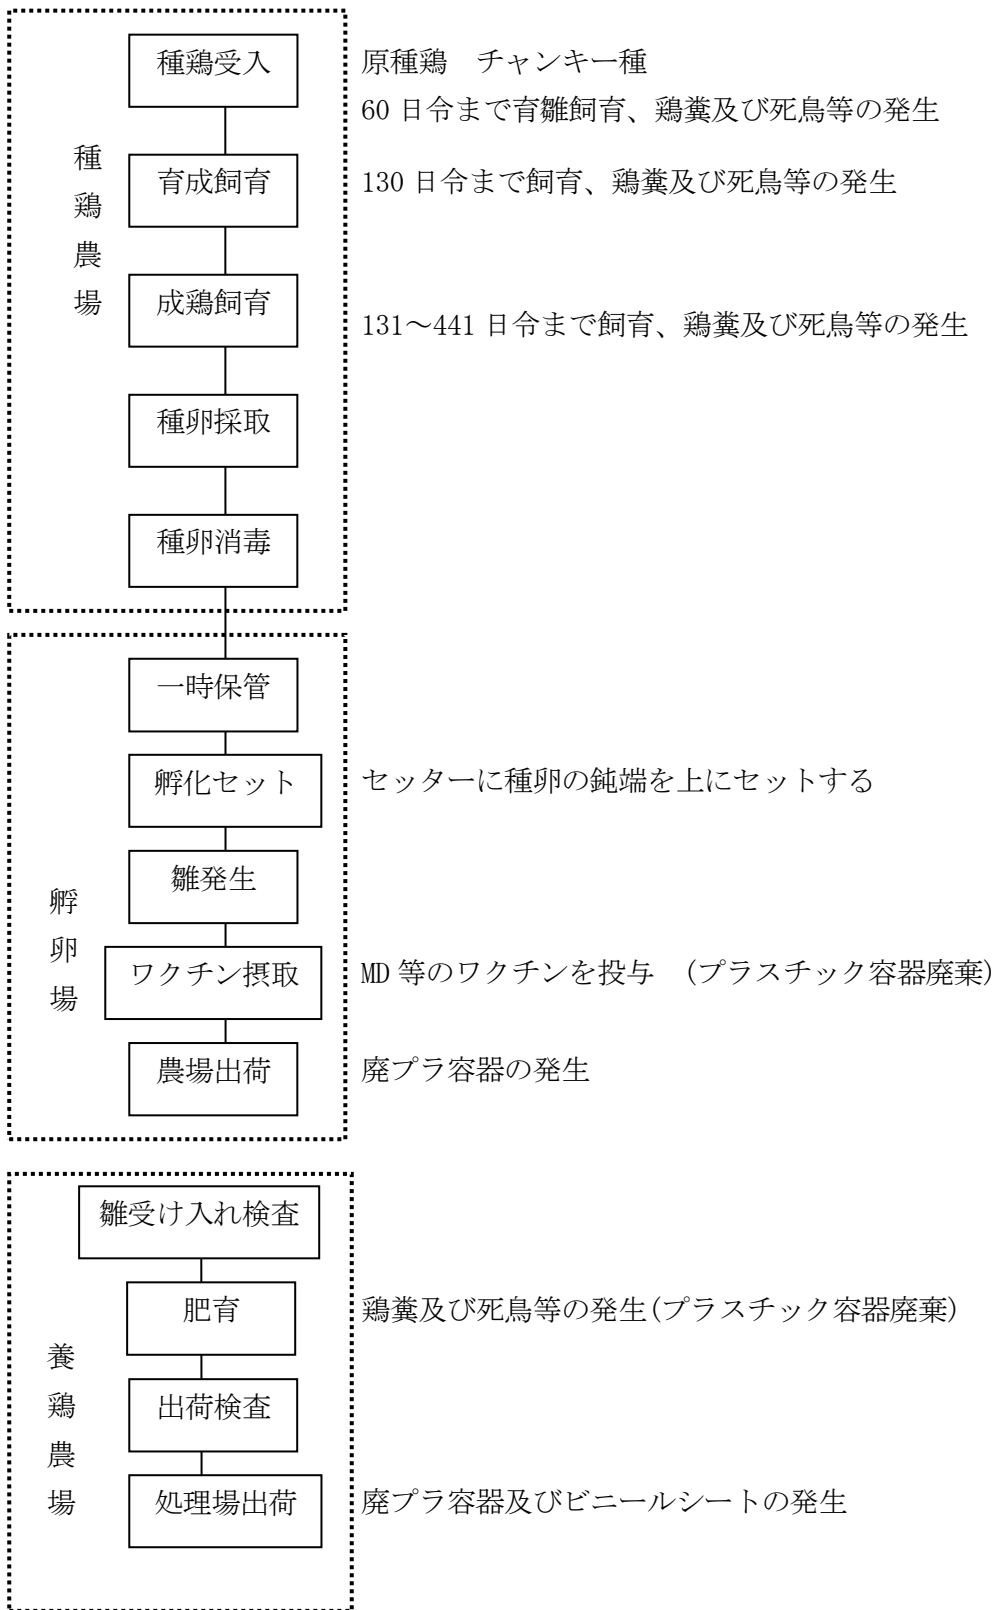 種鶏農場
種鶏受入
原種鶏　チャンキー種
60 日令まで育雛飼育、鶏糞及び死鳥等の発生
育成飼育
130 日令まで飼育、鶏糞及び死鳥等の発生
成鶏飼育
131～441 日令まで飼育、鶏糞及び死鳥等の発生
種卵採取
種卵消毒
孵卵場
一時保管
孵化セット
セッターに種卵の鈍端を上にセットする
雛発生
ワクチン摂取
MD 等のワクチンを投与　(プラスチック容器廃棄)
農場出荷
廃プラ容器の発生
養鶏農場
雛受け入れ検査
肥育
鶏糞及び死鳥等の発生(プラスチック容器廃棄)
出荷検査
処理場出荷
廃プラ容器及びビニールシートの発生